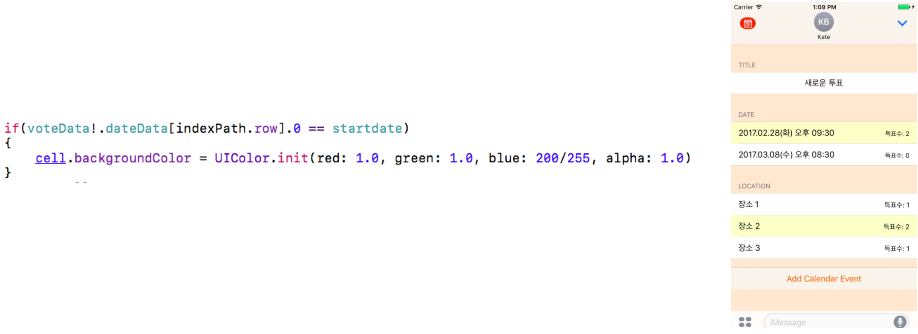 if(voteData!.dateData[indexPath.row].0 == startdate)
{
    cell.backgroundColor = UIColor.init(red: 1.0, green: 1.0, blue: 200/255, alpha: 1.0)
}
Carrier 1:09 PM
KB
Kate
TITLE
새로운 투표
DATE
2017.02.28(화) 오후 09:30 득표수: 2
2017.03.08(수) 오후 08:30 득표수: 0
LOCATION
장소 1 득표수: 1
장소 2 득표수: 2
장소 3 득표수: 1
Add Calendar Event
iMessage